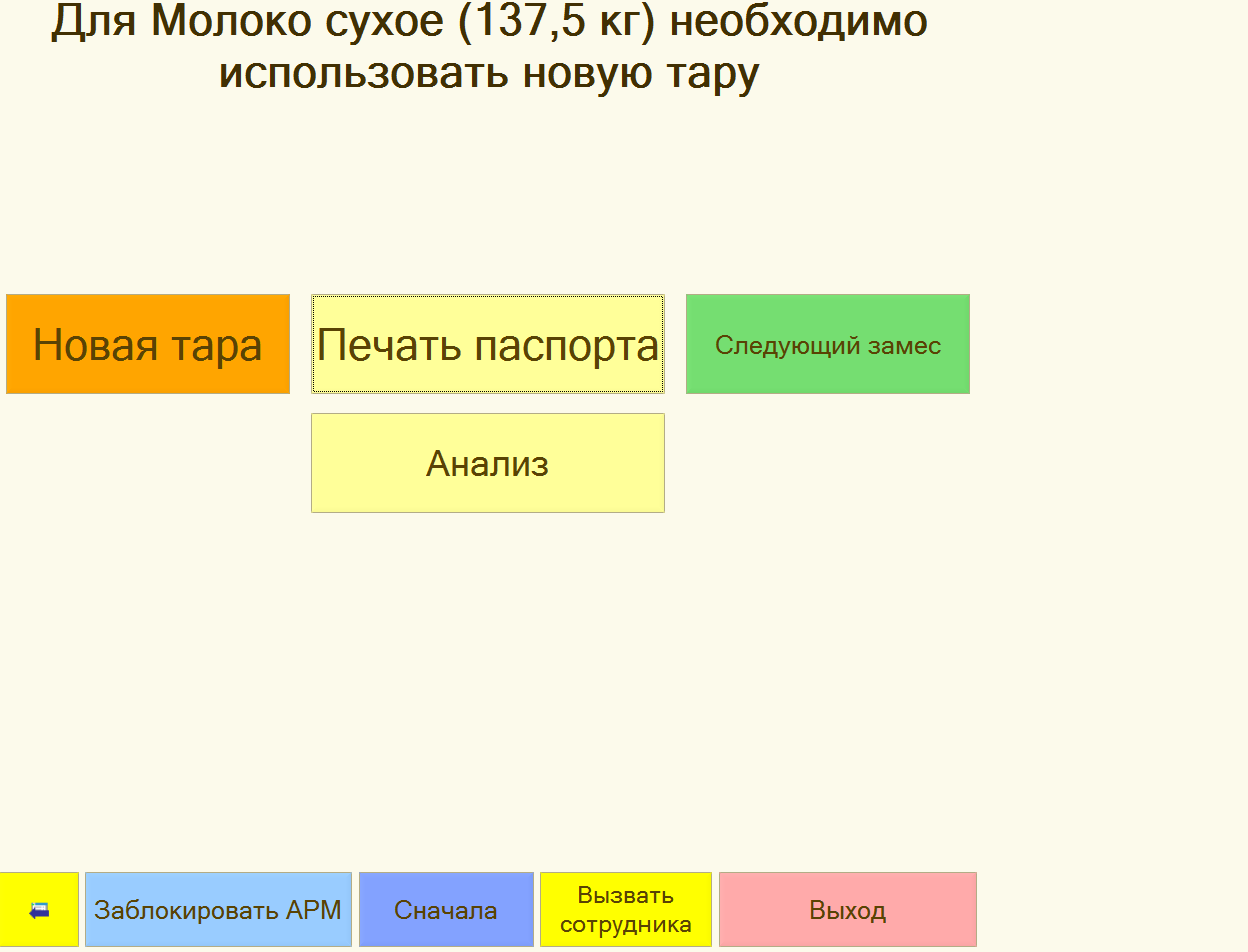 Для Молоко сухое (137,5 кг) необходимо
использовать новую тару
Новая тара
Печать паспорта
Следующий замес
Анализ
Заблокировать АРМ
Сначала
Вызвать
сотрудника
Выход